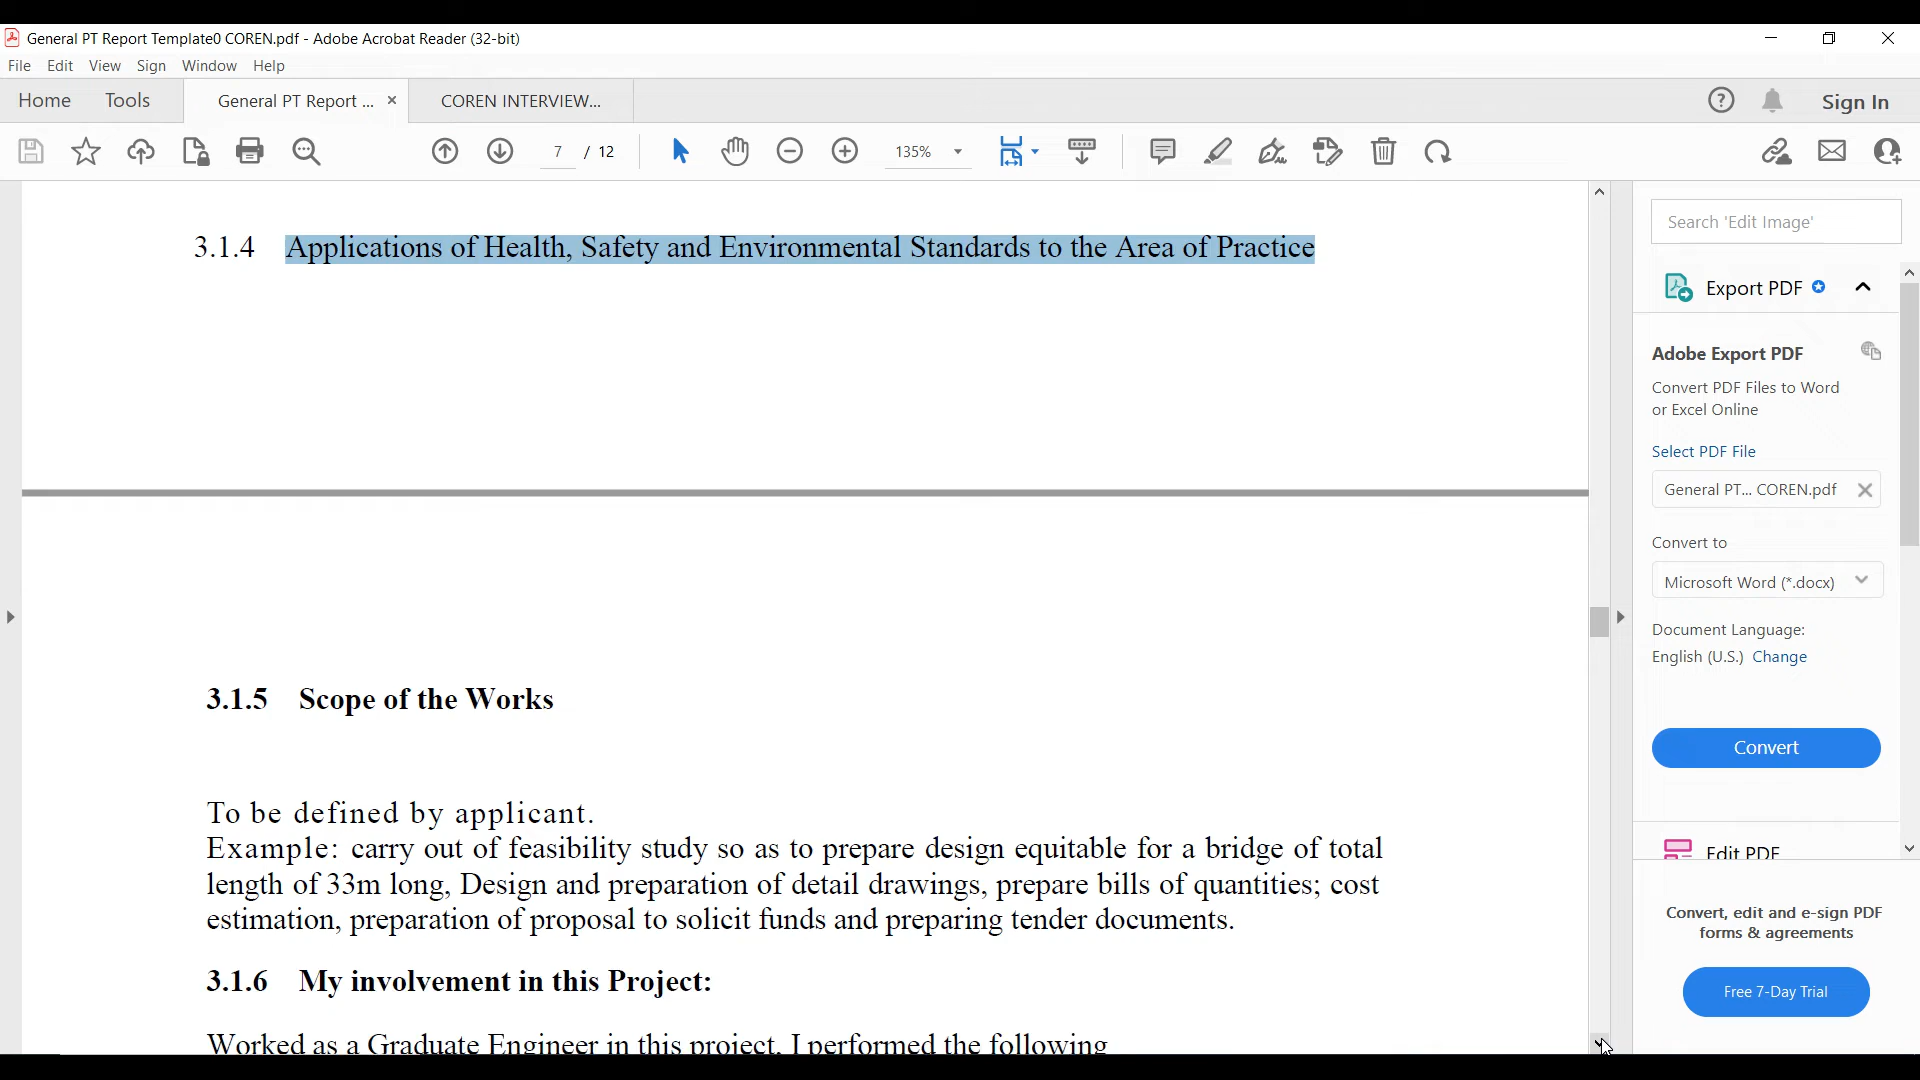 General PT Report Template0 COREN.pdf - Adobe Acrobat Reader (32-bit)
File Edit View Sign Window Help
Home Tools General PT Report ... × COREN INTERVIEW... Sign In
7 / 12 135%
3.1.4 Applications of Health, Safety and Environmental Standards to the Area of Practice
3.1.5 Scope of the Works
To be defined by applicant.
Example: carry out of feasibility study so as to prepare design equitable for a bridge of total
length of 33m long, Design and preparation of detail drawings, prepare bills of quantities; cost
estimation, preparation of proposal to solicit funds and preparing tender documents.
3.1.6 My involvement in this Project:
Worked as a Graduate Engineer in this project, I performed the following
Search 'Edit Image'
Export PDF
Adobe Export PDF
Convert PDF Files to Word
or Excel Online
Select PDF File
General PT... COREN.pdf
Convert to
Microsoft Word (*.docx)
Document Language:
English (U.S.) Change
Convert
Edit PDF
Convert, edit and e-sign PDF
forms & agreements
Free 7-Day Trial